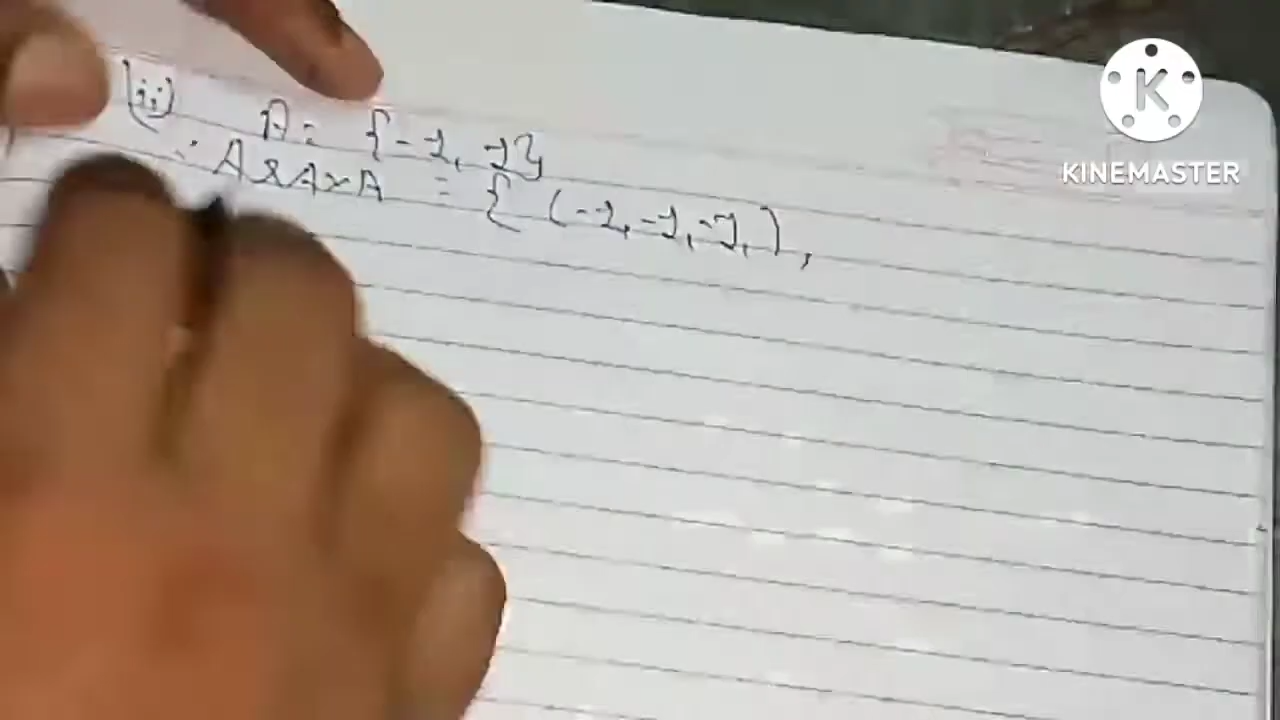 (ii) A = {-1, 1}
∴ A×A×A = { (-1, -1, -1, ),
KINEMASTER